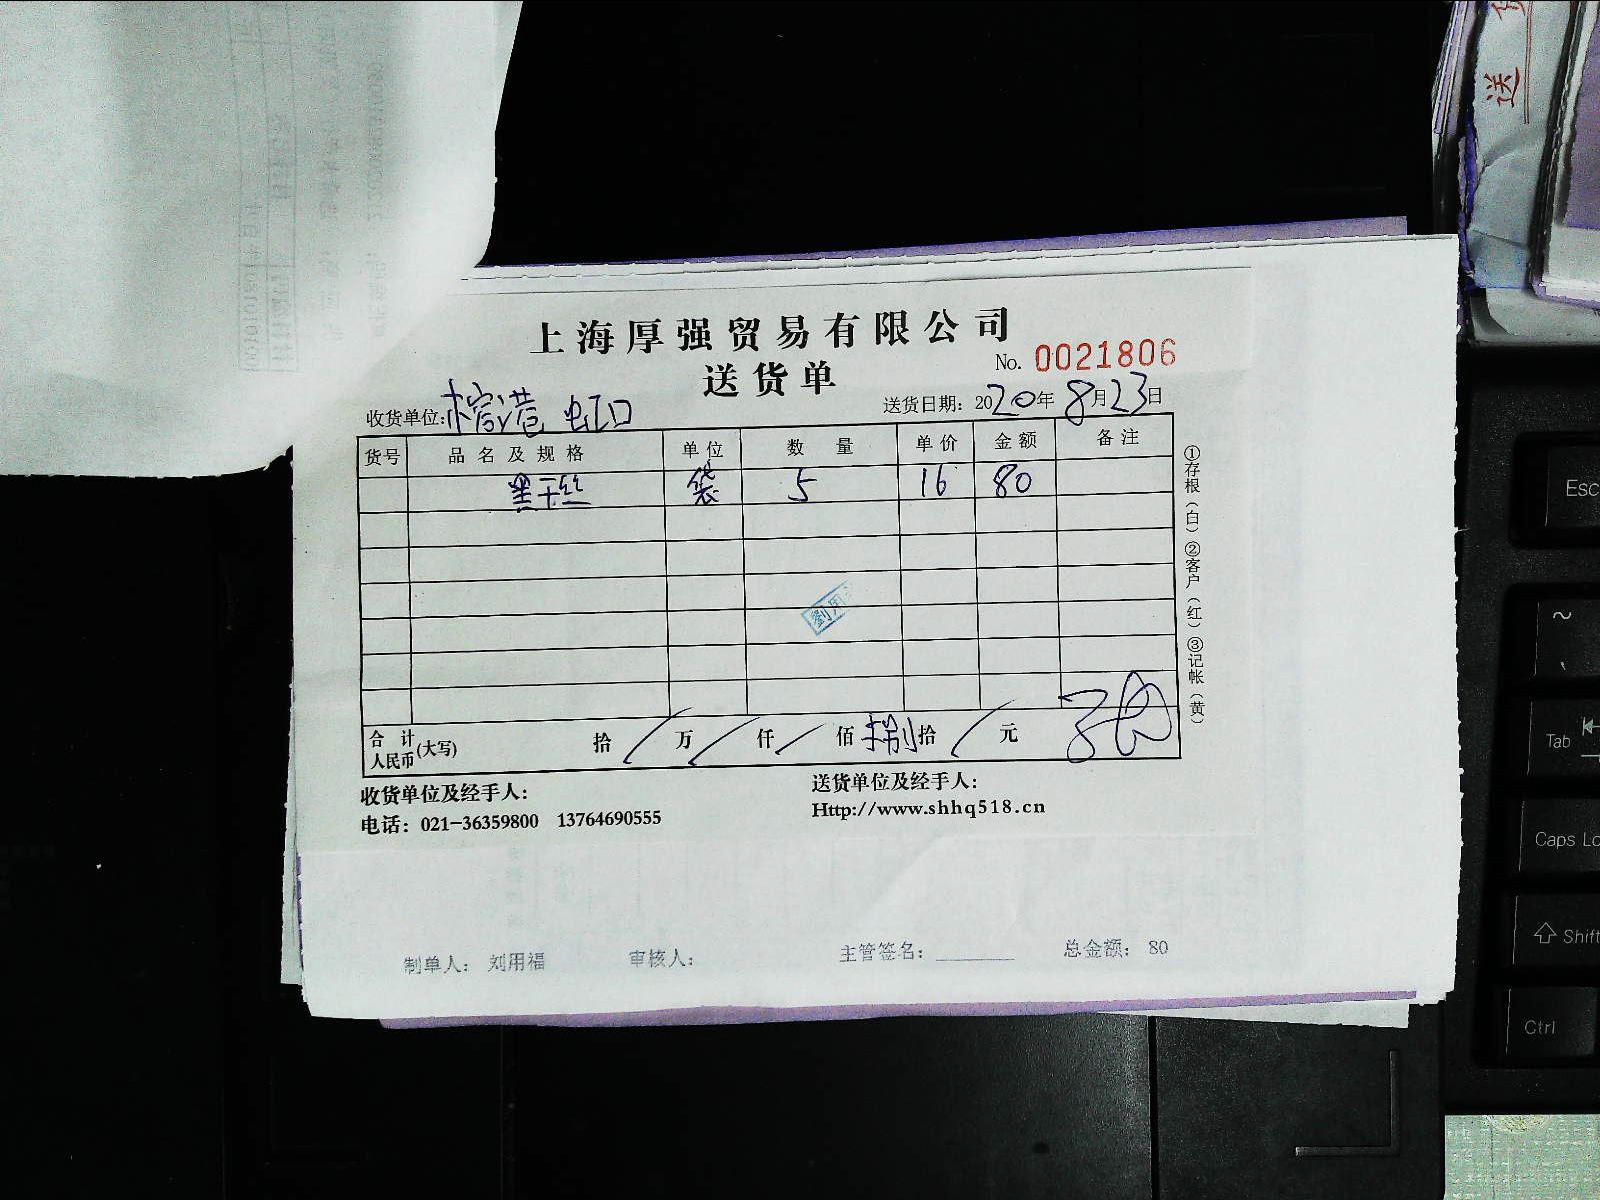 上海厚强贸易有限公司
No. 0021806
送货单
收货单位: 港 虹口
送货日期: 2020年8月23日
货号 品名及规格 单位 数量 单价 金额 备注
黑干丝 袋 5 16 80
合计
人民币(大写) 拾 / 万 / 仟 / 佰 捌拾 / 元
收货单位及经手人:
送货单位及经手人:
电话: 021-36359800 13764690555
Http://www.shhq518.cn
①存根(白) ②客户(红) ③记帐(黄)
制单人: 刘用福 审核人: 主管签名: 总金额: 80
送
~
Esc
Tab
Caps Lo
Shift
Ctrl